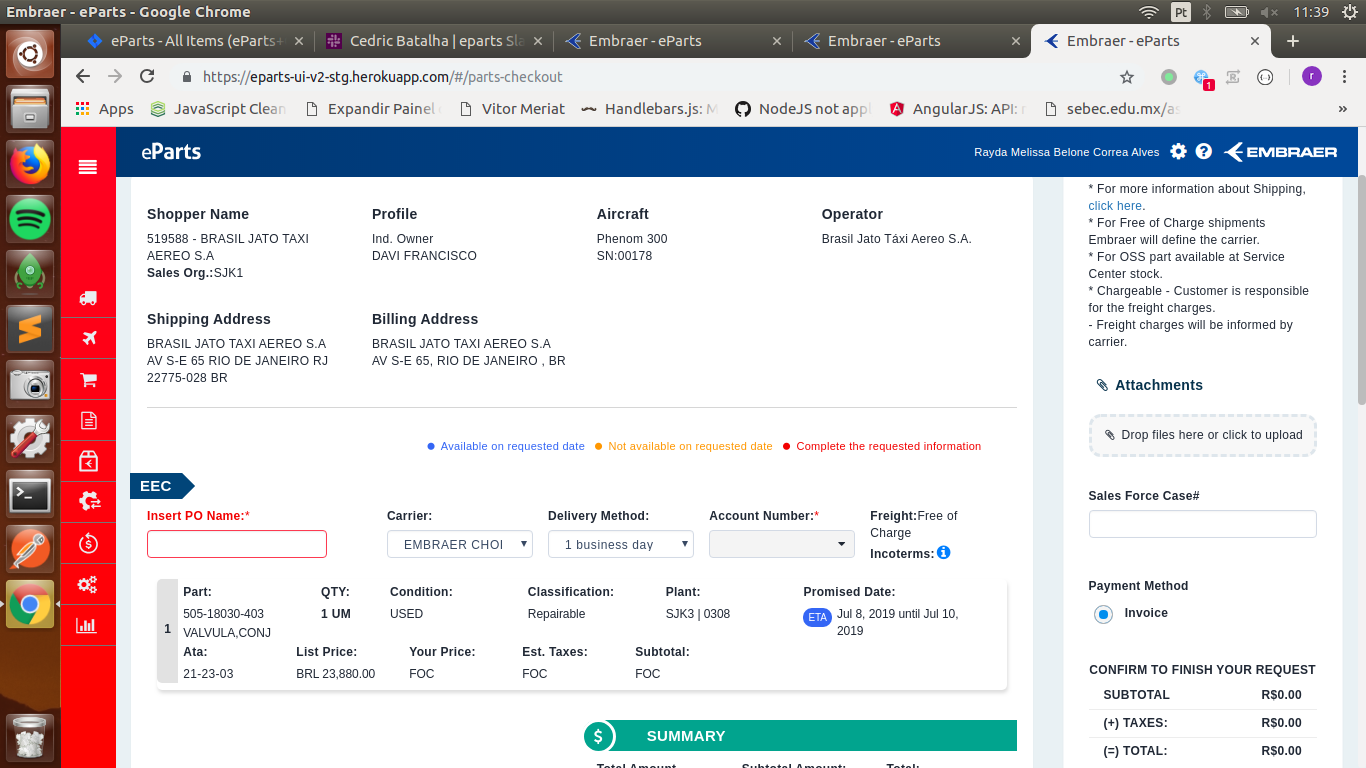 Embraer - eParts - Google Chrome
Pt
11:39
eParts - All Items (eParts+
Cedric Batalha | eparts Sla
Embraer - eParts
Embraer - eParts
Embraer - eParts
https://eparts-ui-v2-stg.herokuapp.com/#/parts-checkout
1
r
Apps
JavaScript Clean
Expandir Painel
Vitor Meriat
Handlebars.js: M
NodeJS not appl
AngularJS: API: r
sebec.edu.mx/as
»
eParts
Rayda Melissa Belone Correa Alves
EMBRAER
Shopper Name
519588 - BRASIL JATO TAXI
AEREO S.A
Sales Org.:SJK1
Profile
Ind. Owner
DAVI FRANCISCO
Aircraft
Phenom 300
SN:00178
Operator
Brasil Jato Táxi Aereo S.A.
Shipping Address
BRASIL JATO TAXI AEREO S.A
AV S-E 65 RIO DE JANEIRO RJ
22775-028 BR
Billing Address
BRASIL JATO TAXI AEREO S.A
AV S-E 65, RIO DE JANEIRO , BR
Available on requested date
Not available on requested date
Complete the requested information
EEC
Insert PO Name:*
Carrier:
EMBRAER CHOI
Delivery Method:
1 business day
Account Number:*
Freight:Free of
Charge
Incoterms:
1
Part:
505-18030-403
VALVULA,CONJ
QTY:
1 UM
Condition:
USED
Classification:
Repairable
Plant:
SJK3 | 0308
Promised Date:
ETA
Jul 8, 2019 until Jul 10,
2019
Ata:
21-23-03
List Price:
BRL 23,880.00
Your Price:
FOC
Est. Taxes:
FOC
Subtotal:
FOC
$
SUMMARY
Total Amount
Subtotal Amount:
Total:
* For more information about Shipping,
click here.
* For Free of Charge shipments
Embraer will define the carrier.
* For OSS part available at Service
Center stock.
* Chargeable - Customer is responsible
for the freight charges.
- Freight charges will be informed by
carrier.
Attachments
Drop files here or click to upload
Sales Force Case#
Payment Method
Invoice
CONFIRM TO FINISH YOUR REQUEST
SUBTOTAL
R$0.00
(+) TAXES:
R$0.00
(=) TOTAL:
R$0.00